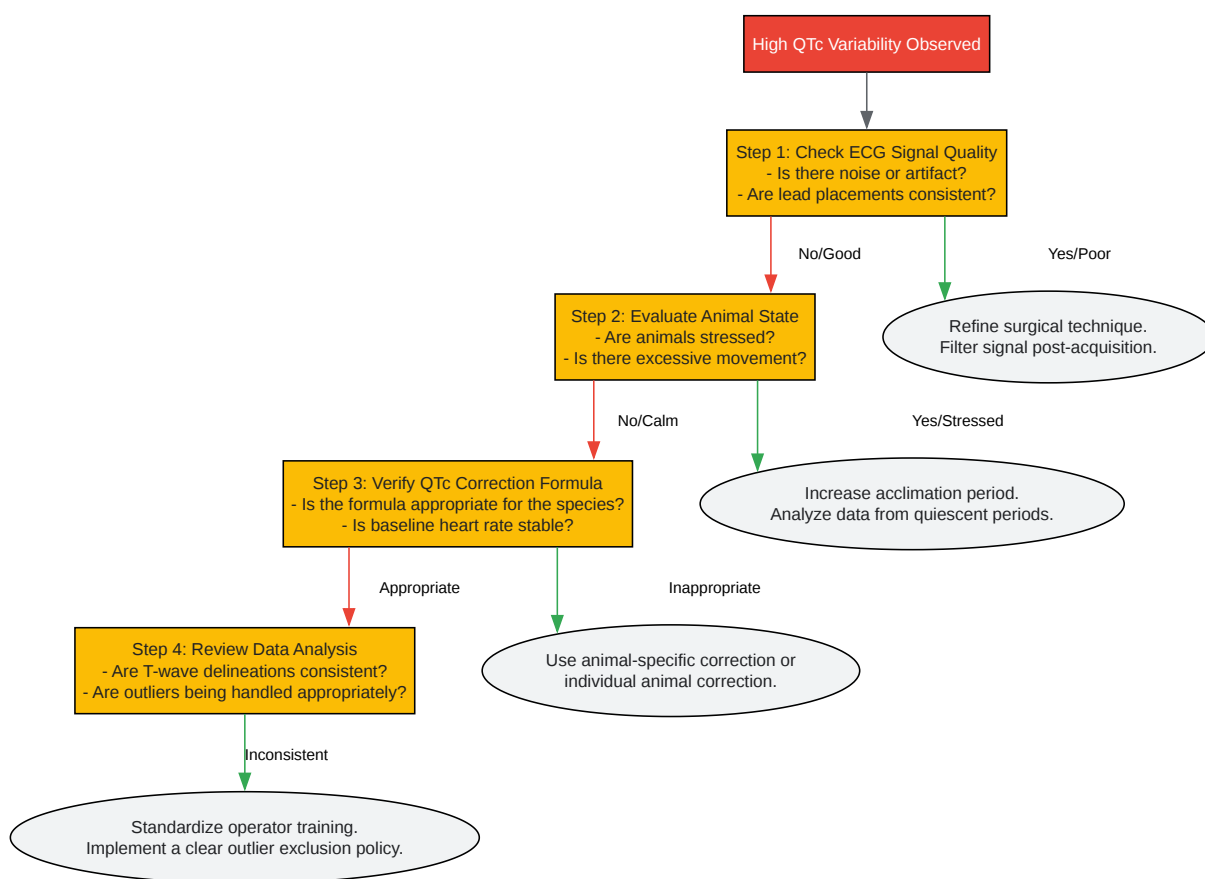 High QTc Variability Observed
Step 1: Check ECG Signal Quality
- Is there noise or artifact?
- Are lead placements consistent?
No/Good
Yes/Poor
Step 2: Evaluate Animal State
- Are animals stressed?
- Is there excessive movement?
Refine surgical technique.
Filter signal post-acquisition.
No/Calm
Yes/Stressed
Step 3: Verify QTc Correction Formula
- Is the formula appropriate for the species?
- Is baseline heart rate stable?
Increase acclimation period.
Analyze data from quiescent periods.
Appropriate
Inappropriate
Step 4: Review Data Analysis
- Are T-wave delineations consistent?
- Are outliers being handled appropriately?
Use animal-specific correction or
individual animal correction.
Inconsistent
Standardize operator training.
Implement a clear outlier exclusion policy.